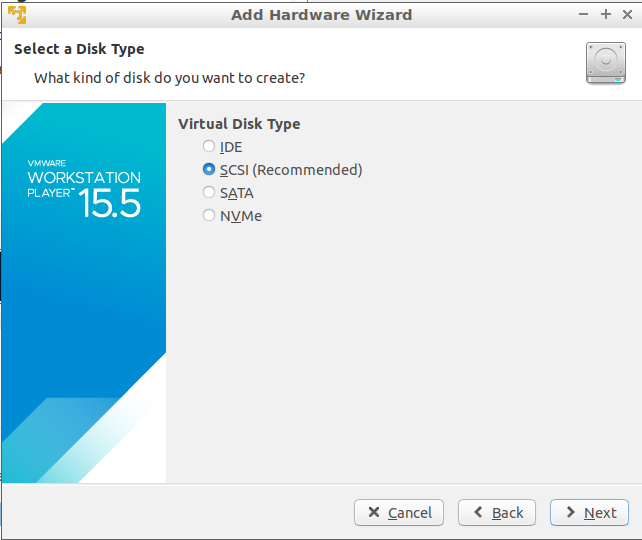 Add Hardware Wizard
Select a Disk Type
What kind of disk do you want to create?
VMWARE
WORKSTATION
PLAYER™ 15.5
Virtual Disk Type
IDE
SCSI (Recommended)
SATA
NVMe
Cancel
Back
Next